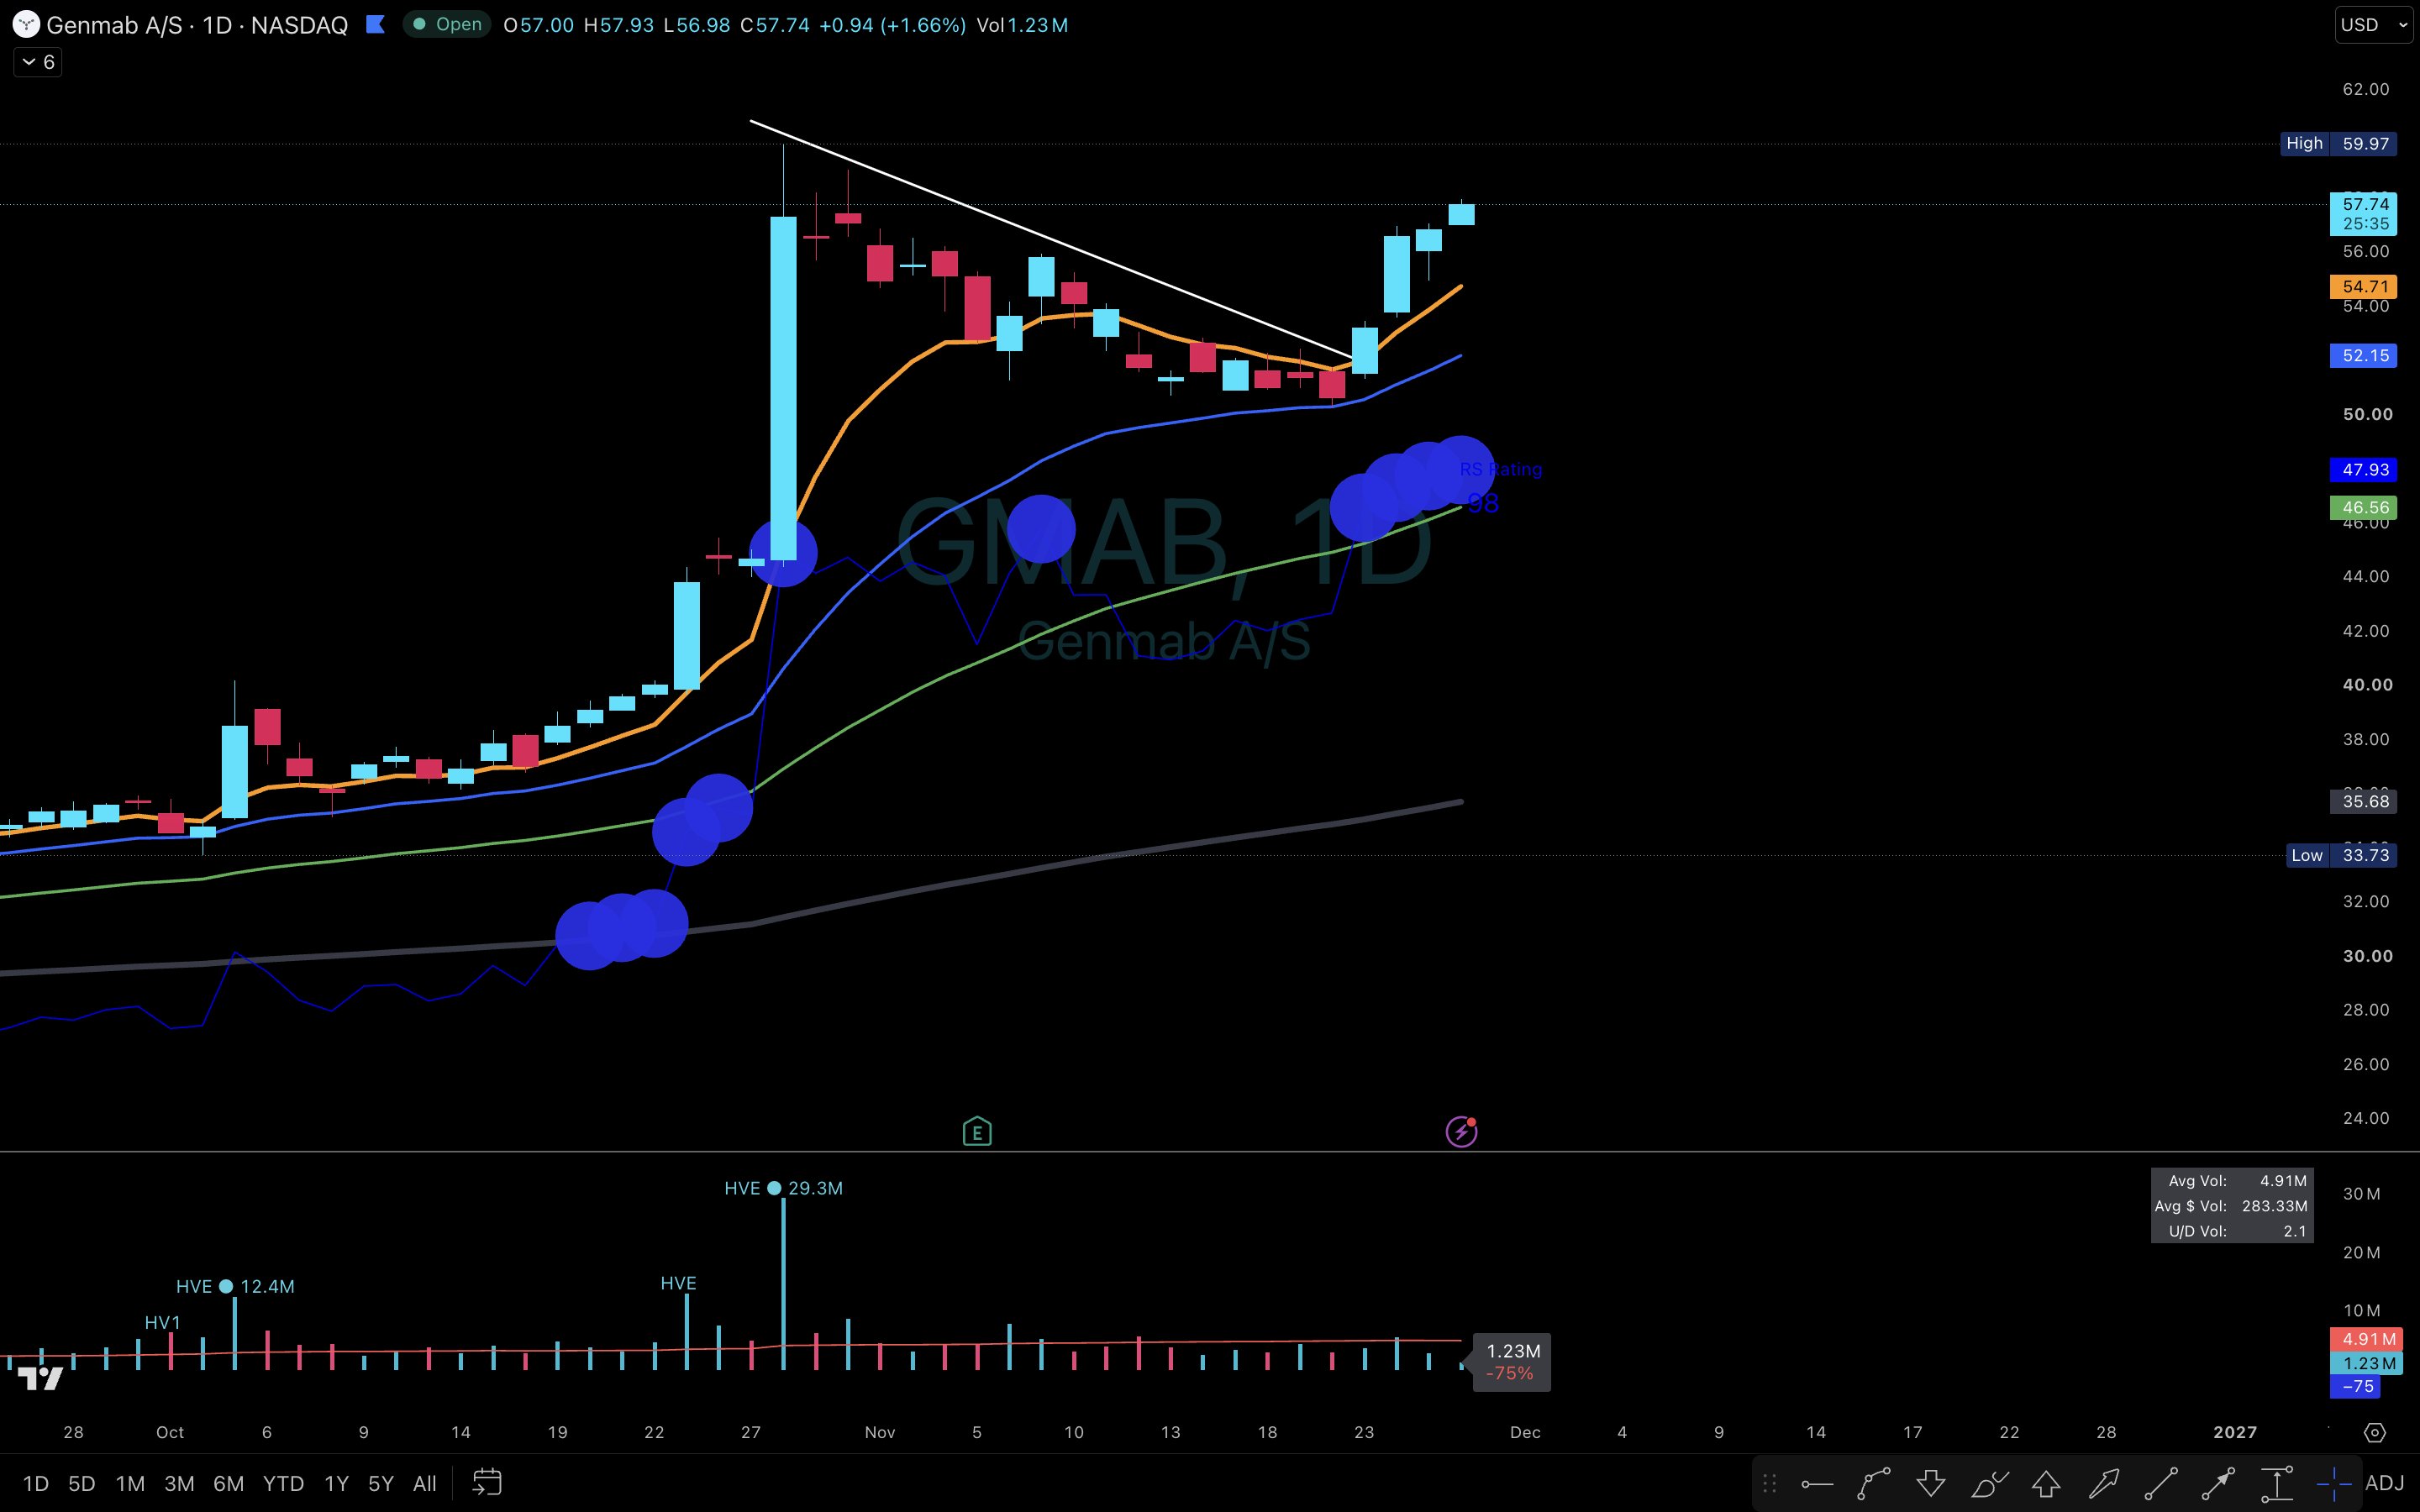 Genmab A/S · 1D · NASDAQ Open O57.00 H57.93 L56.98 C57.74 +0.94 (+1.66%) Vol1.23M
USD
6
62.00
High 59.97
57.74
25:35
56.00
54.71
54.00
52.15
50.00
RS Rating
47.93
98
46.56
46.00
GMAB, 1D
Genmab A/S
44.00
42.00
40.00
38.00
35.68
Low 33.73
32.00
30.00
28.00
26.00
24.00
E
HVE 29.3M
Avg Vol: 4.91M
Avg $ Vol: 283.33M
U/D Vol: 2.1
30M
20M
HVE 12.4M
HVE
HV1
10M
1.23M
-75%
4.91M
1.23M
−75
28 Oct 6 9 14 19 22 27 Nov 5 10 13 18 23 Dec 4 9 14 17 22 28 2027
1D 5D 1M 3M 6M YTD 1Y 5Y All
ADJ